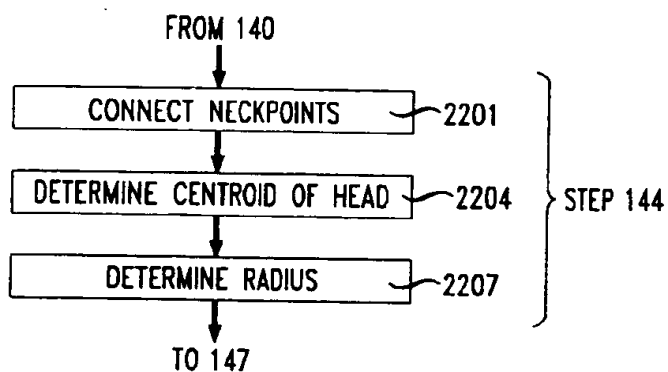 FROM 140
CONNECT NECKPOINTS 2201
DETERMINE CENTROID OF HEAD 2204
STEP 144
DETERMINE RADIUS 2207
TO 147